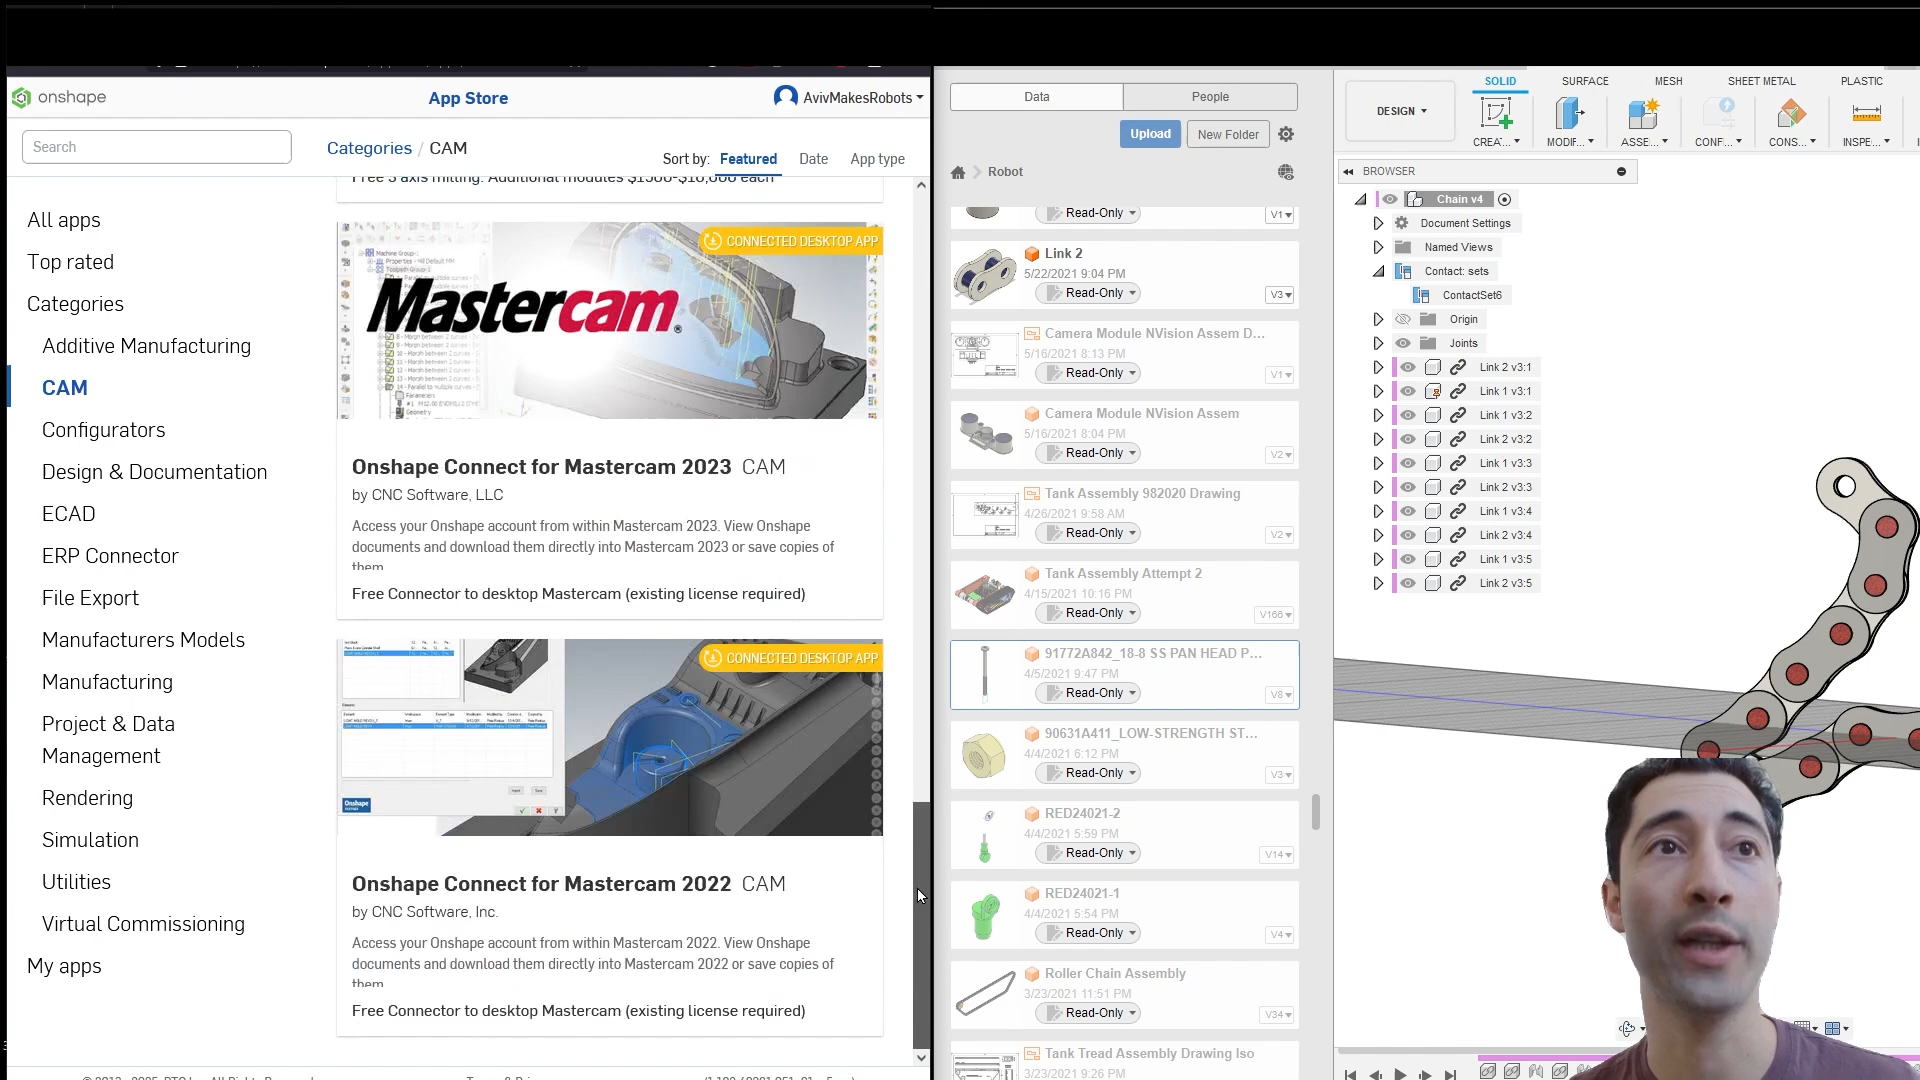 onshape
App Store
AvivMakesRobots
Search
Categories / CAM
Sort by: Featured Date App type
All apps
Top rated
Categories
Additive Manufacturing
CAM
Configurators
Design & Documentation
ECAD
ERP Connector
File Export
Manufacturers Models
Manufacturing
Project & Data
Management
Rendering
Simulation
Utilities
Virtual Commissioning
My apps
Free 3 axis milling. Additional modules $1500-$10,000 each
CONNECTED DESKTOP APP
Mastercam®
Onshape Connect for Mastercam 2023 CAM
by CNC Software, LLC
Access your Onshape account from within Mastercam 2023. View Onshape
documents and download them directly into Mastercam 2023 or save copies of
them
Free Connector to desktop Mastercam (existing license required)
CONNECTED DESKTOP APP
Onshape
Onshape Connect for Mastercam 2022 CAM
by CNC Software, Inc.
Access your Onshape account from within Mastercam 2022. View Onshape
documents and download them directly into Mastercam 2022 or save copies of
them
Free Connector to desktop Mastercam (existing license required)
Data People
Upload New Folder
Robot
Read-Only V1
Link 2
5/22/2021 9:04 PM
Read-Only V3
Camera Module NVision Assem D...
5/16/2021 8:13 PM
Read-Only V1
Camera Module NVision Assem
5/16/2021 8:04 PM
Read-Only V2
Tank Assembly 982020 Drawing
4/26/2021 9:58 AM
Read-Only V2
Tank Assembly Attempt 2
4/15/2021 10:16 PM
Read-Only V166
91772A842_18-8 SS PAN HEAD P...
4/5/2021 9:47 PM
Read-Only V8
90631A411_LOW-STRENGTH ST...
4/4/2021 6:12 PM
Read-Only V3
RED24021-2
4/4/2021 5:59 PM
Read-Only V14
RED24021-1
4/4/2021 5:54 PM
Read-Only V4
Roller Chain Assembly
3/23/2021 11:51 PM
Read-Only V34
Tank Tread Assembly Drawing Iso
3/23/2021 9:26 PM
SOLID SURFACE MESH SHEET METAL PLASTIC
DESIGN
CREA... MODIF... ASSE... CONF... CONS... INSPE...
BROWSER
Chain v4
Document Settings
Named Views
Contact: sets
ContactSet6
Origin
Joints
Link 2 v3:1
Link 1 v3:1
Link 1 v3:2
Link 2 v3:2
Link 1 v3:3
Link 2 v3:3
Link 1 v3:4
Link 2 v3:4
Link 1 v3:5
Link 2 v3:5